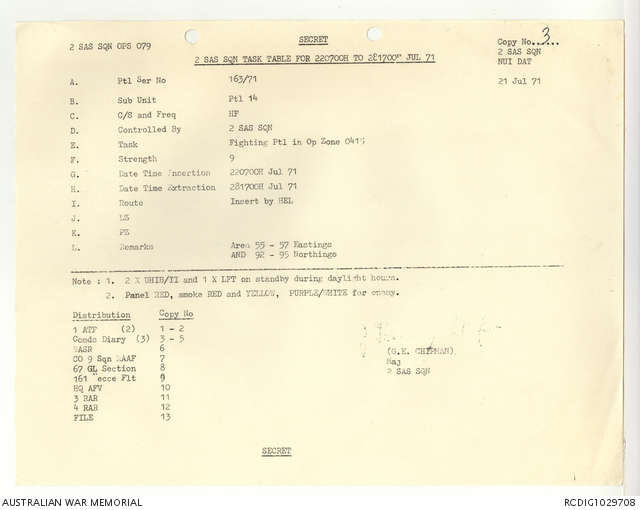 SECRET
Copy No 3
2 SAS SQN OPS 079
2 SAS SQN
NUI DAT
2 SAS SQN TASK TABLE FOR 220700H TO 281700H JUL 71
21 Jul 71
A. Ptl Ser No 163/71
B. Sub Unit Ptl 14
C. C/S and Freq HF
D. Controlled By 2 SAS SQN
E. Task Fighting Ptl in Op Zone
F. Strength 9
G. Date Time Insertion 220700H Jul 71
H. Date Time Extraction 281700H Jul 71
I. Route Insert by HEL
J. LZ
K. PZ
L. Remarks Area 55 - 57 Eastings
AND 92 - 95 Northings
Note : 1. 2 X UHIB/II and 1 X LFT on standby during daylight hours.
2. Panel RED, smoke RED and YELLOW, PURPLE/WHITE for enemy.
Distribution Copy No
1 ATF (2) 1 - 2
Comds Diary (3) 3 - 5
SASR 6
CO 9 Sqn RAAF 7
67 GL Section 8
161 Recce Flt 9
HQ AFV 10
3 RAR 11
4 RAR 12
FILE 13
(G.E. CHIPMAN)
Maj
2 SAS SQN
SECRET
AUSTRALIAN WAR MEMORIAL
RCDIG1029708